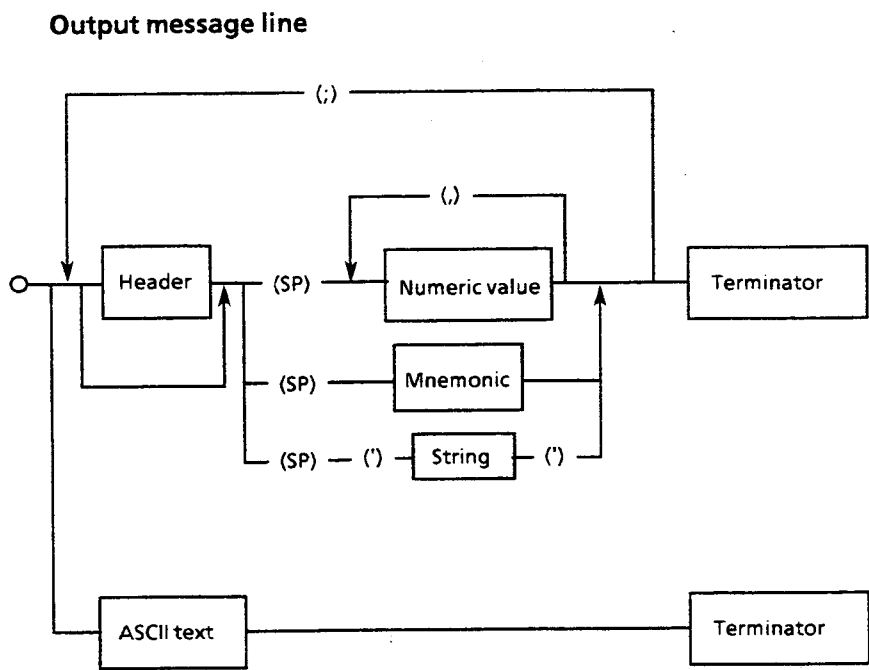 Output message line
(;)
(,)
Header
(SP)
Numeric value
Terminator
(SP)
Mnemonic
(SP)
(')
String
(')
ASCII text
Terminator